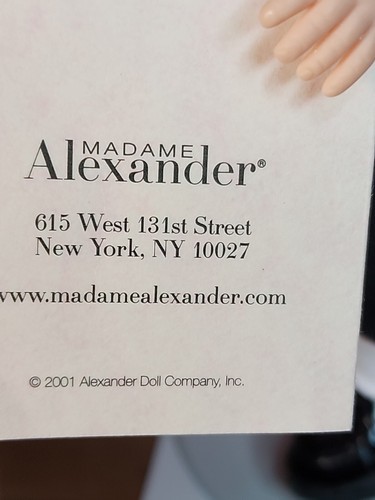 MADAME
Alexander®
615 West 131st Street
New York, NY 10027
www.madamealexander.com
© 2001 Alexander Doll Company, Inc.